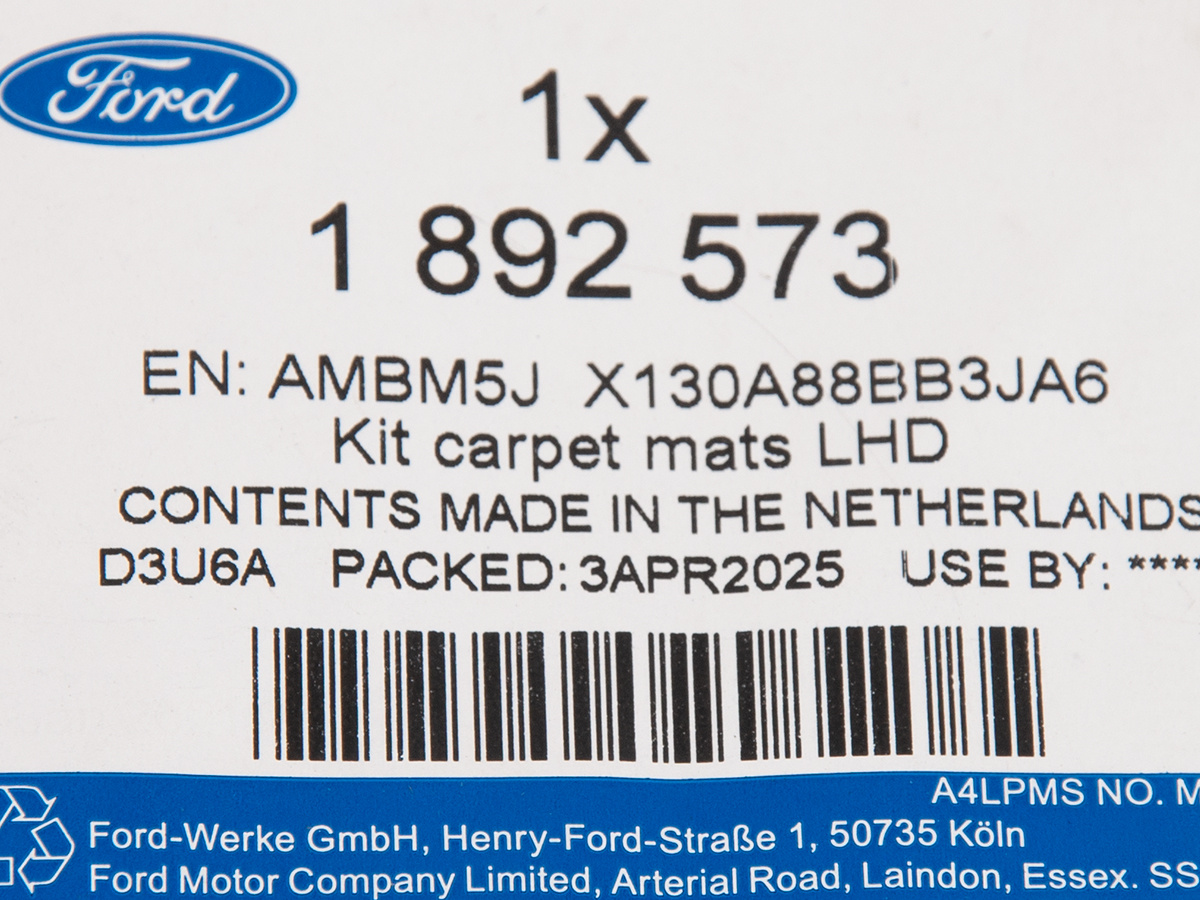 Ford
1x
1 892 573
EN: AMBM5J X130A88BB3JA6
Kit carpet mats LHD
CONTENTS MADE IN THE NETHERLANDS
D3U6A PACKED: 3APR2025 USE BY: ****
A4LPMS NO. M
Ford-Werke GmbH, Henry-Ford-Straße 1, 50735 Köln
Ford Motor Company Limited, Arterial Road, Laindon, Essex. SS